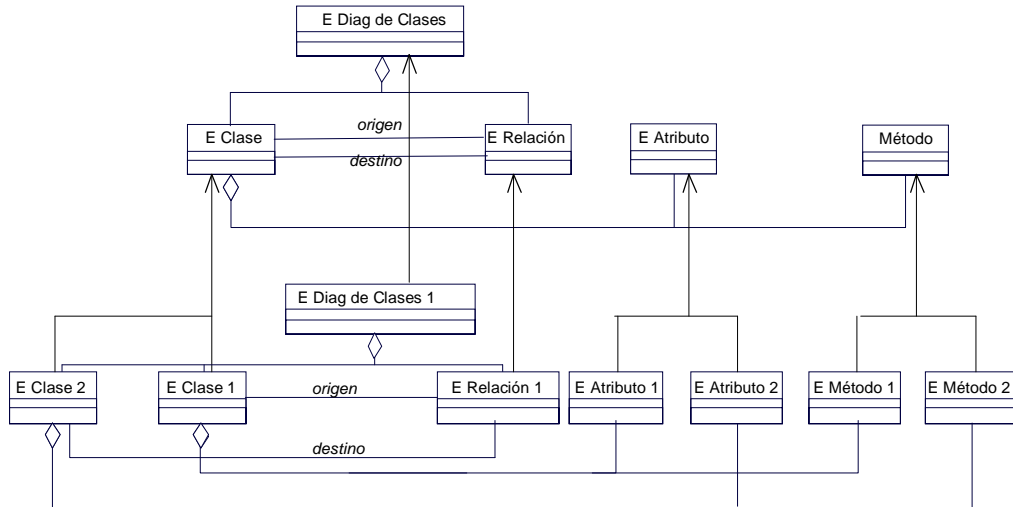 E Diag de Clases
E Clase
origen
E Relación
E Atributo
Método
destino
E Diag de Clases 1
E Clase 2
E Clase 1
origen
E Relación 1
E Atributo 1
E Atributo 2
E Método 1
E Método 2
destino